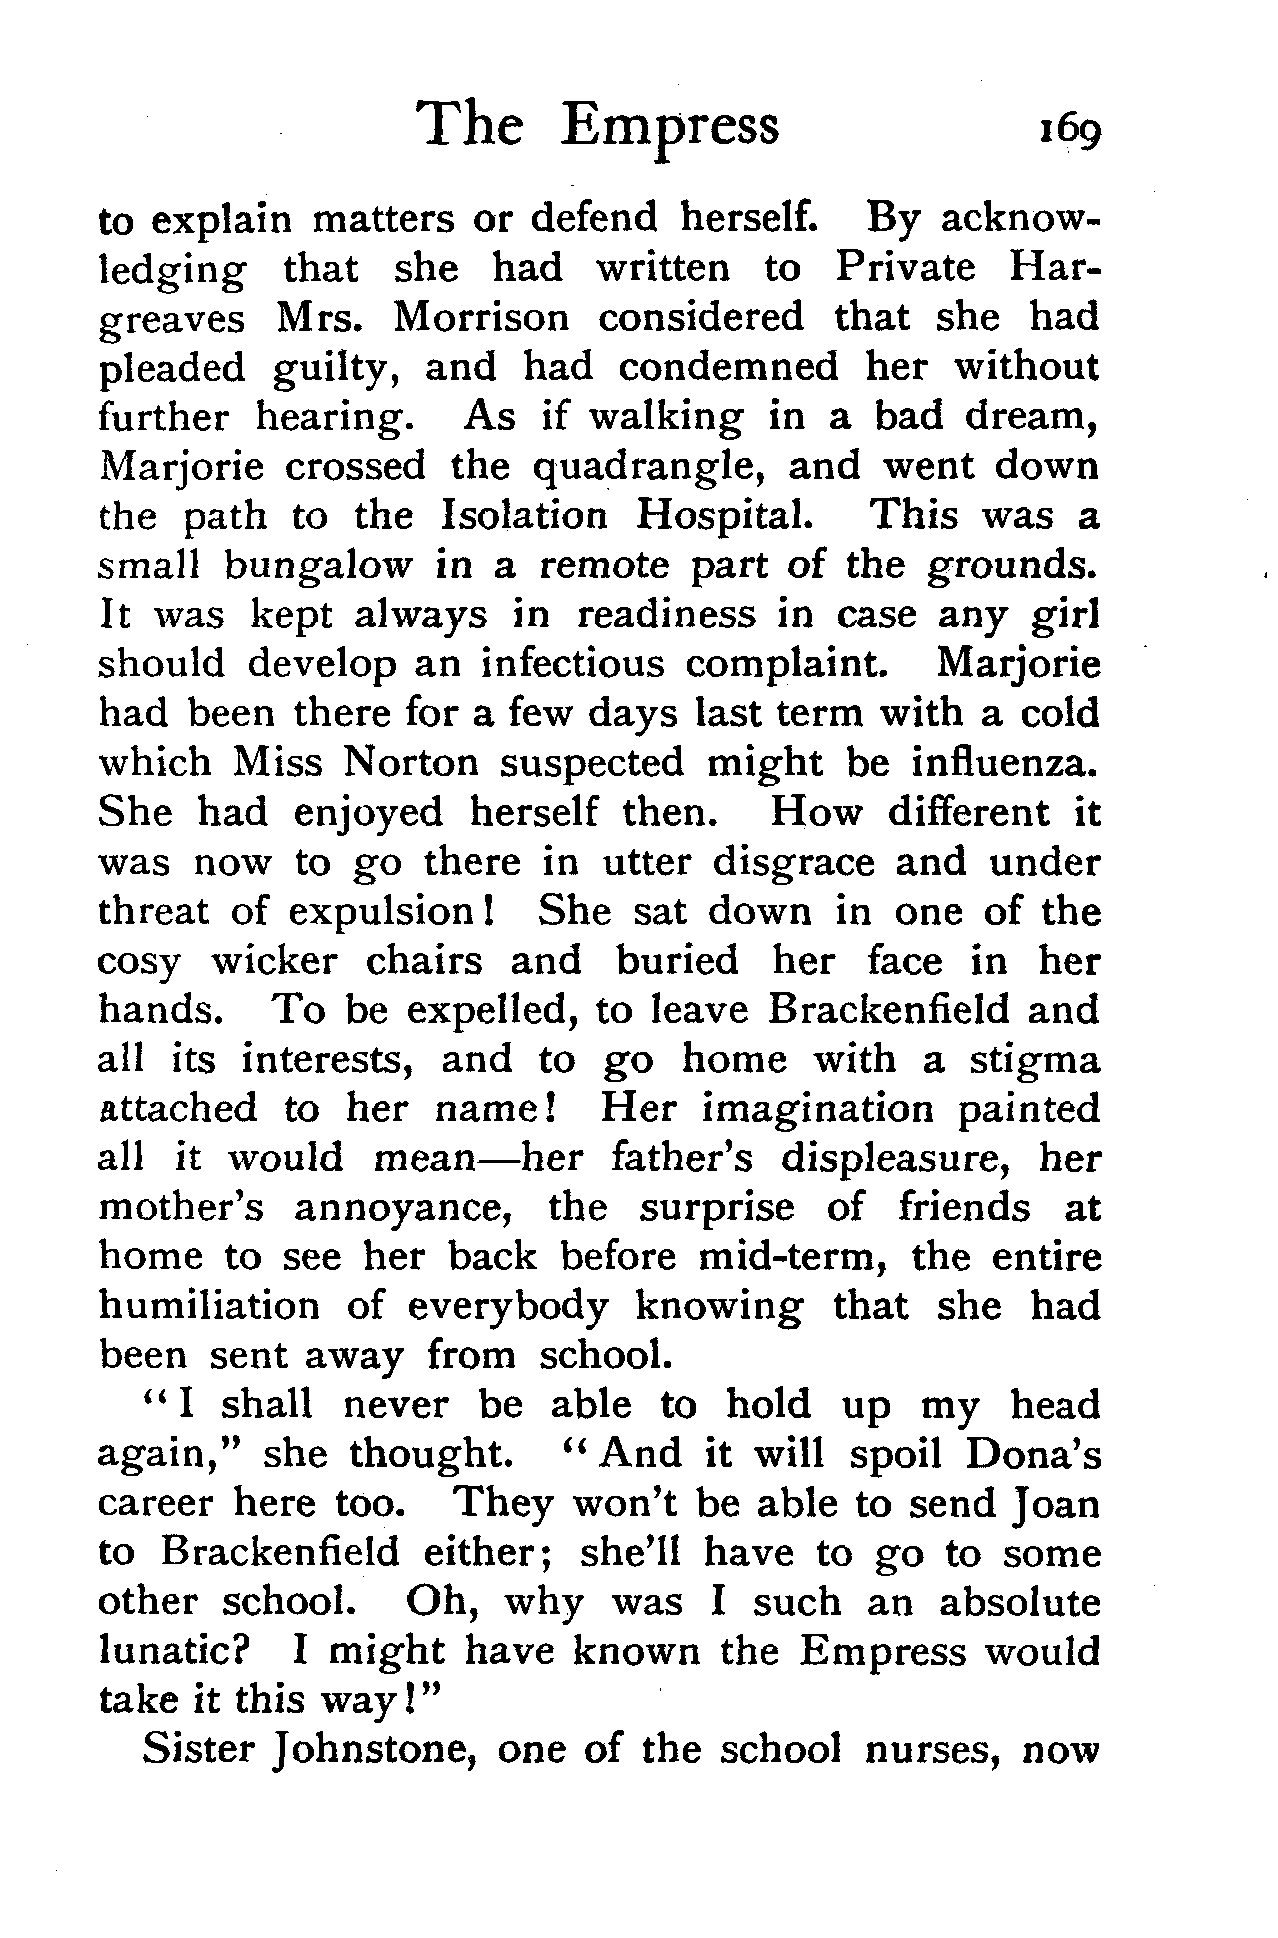 The Empress 169
to explain matters or defend herself. By acknow-
ledging that she had written to Private Har-
greaves Mrs. Morrison considered that she had
pleaded guilty, and had condemned her without
further hearing. As if walking in a bad dream,
Marjorie crossed the quadrangle, and went down
the path to the Isolation Hospital. This was a
small bungalow in a remote part of the grounds.
It was kept always in readiness in case any girl
should develop an infectious complaint. Marjorie
had been there for a few days last term with a cold
which Miss Norton suspected might be influenza.
She had enjoyed herself then. How different it
was now to go there in utter disgrace and under
threat of expulsion! She sat down in one of the
cosy wicker chairs and buried her face in her
hands. To be expelled, to leave Brackenfield and
all its interests, and to go home with a stigma
attached to her name! Her imagination painted
all it would mean—her father's displeasure, her
mother's annoyance, the surprise of friends at
home to see her back before mid-term, the entire
humiliation of everybody knowing that she had
been sent away from school.
"I shall never be able to hold up my head
again," she thought. "And it will spoil Dona's
career here too. They won't be able to send Joan
to Brackenfield either; she'll have to go to some
other school. Oh, why was I such an absolute
lunatic? I might have known the Empress would
take it this way!"
Sister Johnstone, one of the school nurses, now